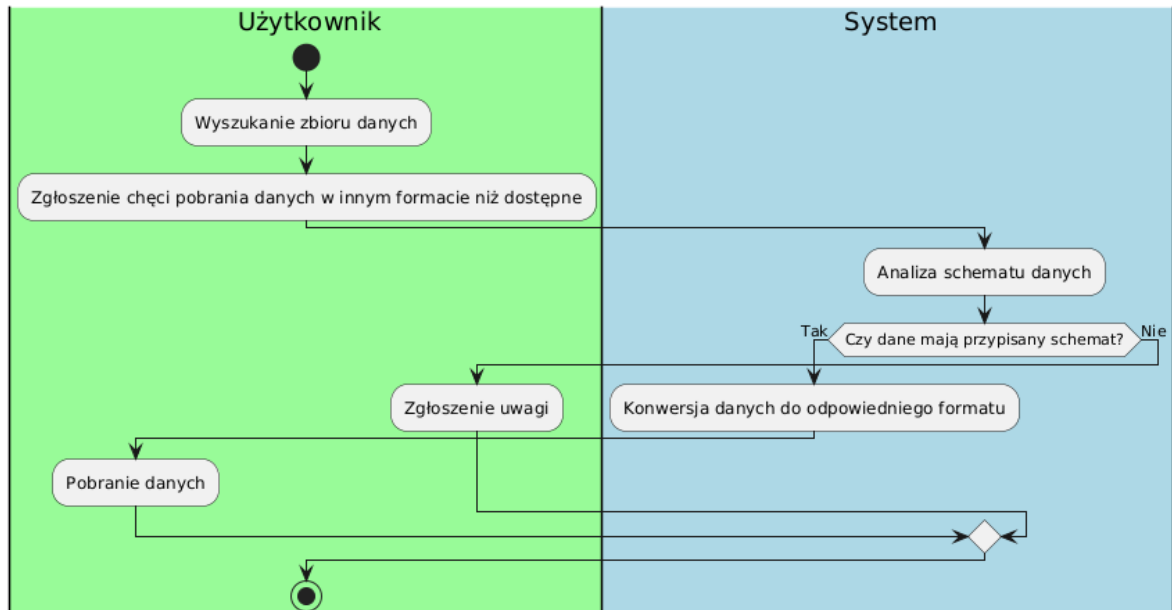 Użytkownik
System
Wyszukanie zbioru danych
Zgłoszenie chęci pobrania danych w innym formacie niż dostępne
Analiza schematu danych
Tak
Czy dane mają przypisany schemat?
Nie
Zgłoszenie uwagi
Konwersja danych do odpowiedniego formatu
Pobranie danych